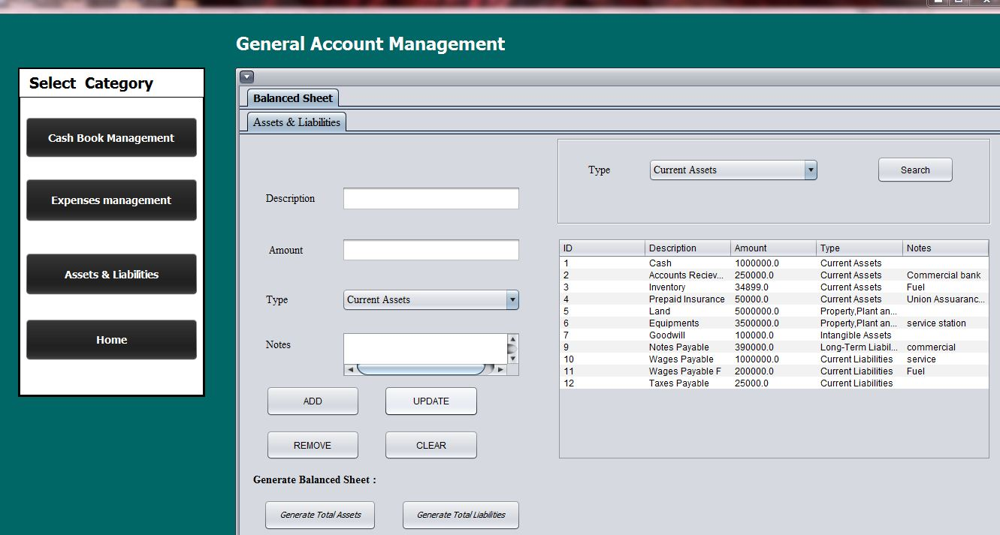 General Account Management
Select  Category
Cash Book Management
Expenses management
Assets & Liabilities
Home
Balanced Sheet
Assets & Liabilities
Description
Amount
Type Current Assets
Notes
ADD UPDATE
REMOVE CLEAR
Generate Balanced Sheet :
Generate Total Assets Generate Total Liabilities
Type Current Assets Search
ID Description Amount Type Notes
1 Cash 1000000.0 Current Assets
2 Accounts Reciev... 250000.0 Current Assets Commercial bank
3 Inventory 34899.0 Current Assets Fuel
4 Prepaid Insurance 50000.0 Current Assets Union Assuaranc...
5 Land 5000000.0 Property,Plant an...
6 Equipments 3500000.0 Property,Plant an... service station
7 Goodwill 100000.0 Intangible Assets
9 Notes Payable 390000.0 Long-Term Liabil... commercial
10 Wages Payable 1000000.0 Current Liabilities service
11 Wages Payable F 200000.0 Current Liabilities Fuel
12 Taxes Payable 25000.0 Current Liabilities